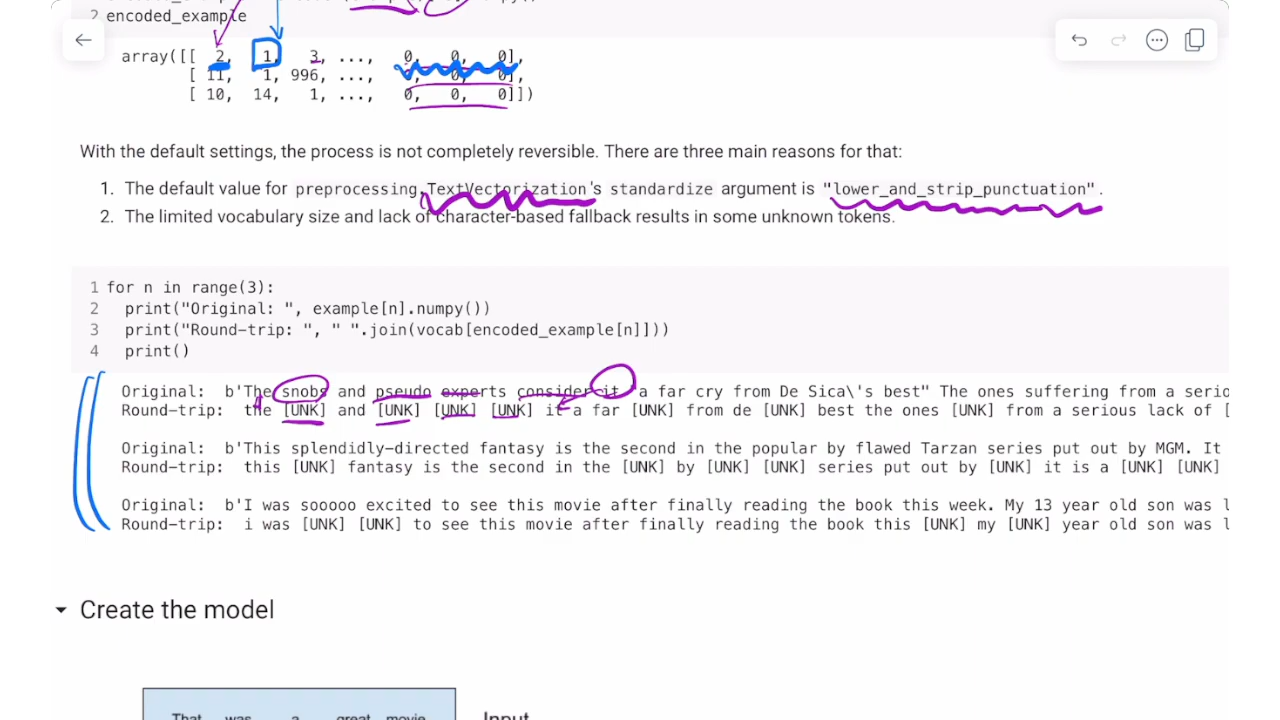 2 encoded_example
array([[ 2, 1, 3, ..., 0, 0, 0],
[ 11, 1, 996, ..., 0, 0, 0],
[ 10, 14, 1, ..., 0, 0, 0]])
With the default settings, the process is not completely reversible. There are three main reasons for that:
1. The default value for preprocessing.TextVectorization's standardize argument is "lower_and_strip_punctuation".
2. The limited vocabulary size and lack of character-based fallback results in some unknown tokens.
1 for n in range(3):
2 print("Original: ", example[n].numpy())
3 print("Round-trip: ", " ".join(vocab[encoded_example[n]]))
4 print()
Original: b'The snobs and pseudo experts consider it "a far cry from De Sica\'s best" The ones suffering from a serio
Round-trip: the [UNK] and [UNK] [UNK] [UNK] it a far [UNK] from de [UNK] best the ones [UNK] from a serious lack of [
Original: b'This splendidly-directed fantasy is the second in the popular by flawed Tarzan series put out by MGM. It
Round-trip: this [UNK] fantasy is the second in the [UNK] by [UNK] [UNK] series put out by [UNK] it is a [UNK] [UNK]
Original: b'I was sooooo excited to see this movie after finally reading the book this week. My 13 year old son was l
Round-trip: i was [UNK] [UNK] to see this movie after finally reading the book this [UNK] my [UNK] year old son was l
Create the model
That was a great movie
Input